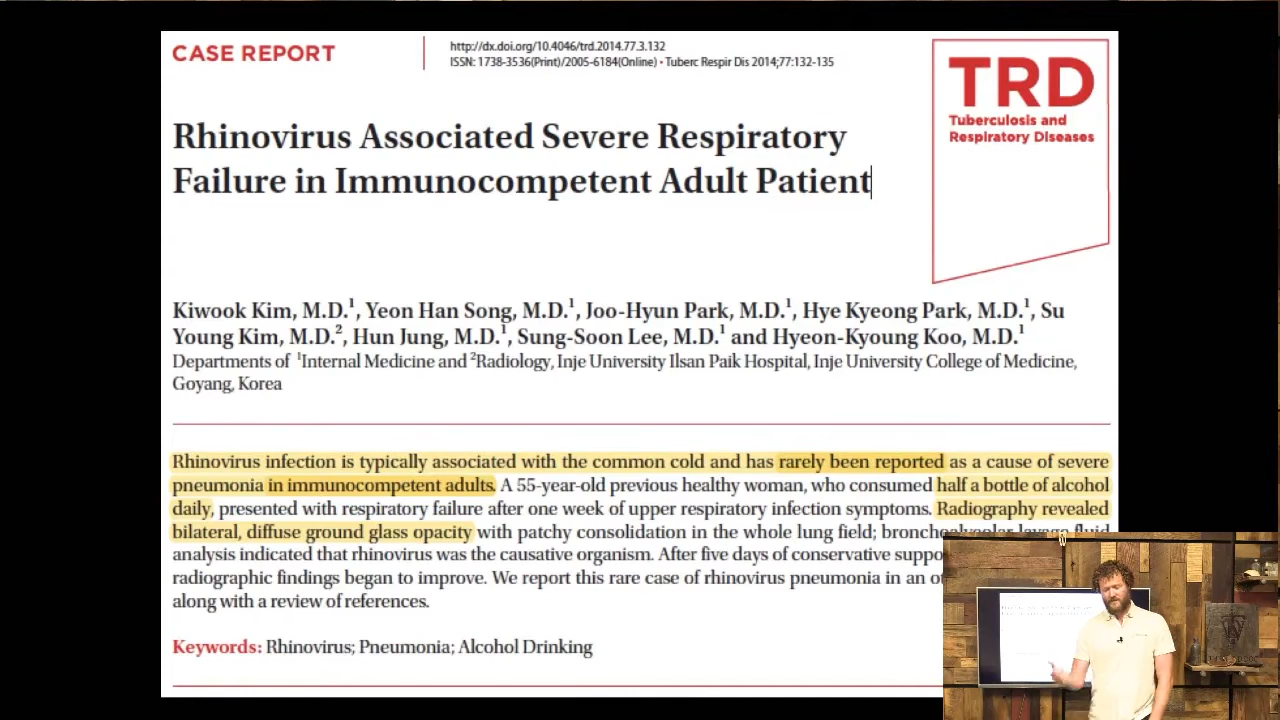 CASE REPORT
http://dx.doi.org/10.4046/trd.2014.77.3.132
ISSN: 1738-3536(Print)/2005-6184(Online) • Tuberc Respir Dis 2014;77:132-135
TRD
Tuberculosis and
Respiratory Diseases
Rhinovirus Associated Severe Respiratory
Failure in Immunocompetent Adult Patient
Kiwook Kim, M.D.¹, Yeon Han Song, M.D.¹, Joo-Hyun Park, M.D.¹, Hye Kyeong Park, M.D.¹, Su
Young Kim, M.D.², Hun Jung, M.D.¹, Sung-Soon Lee, M.D.¹ and Hyeon-Kyoung Koo, M.D.¹
Departments of ¹Internal Medicine and ²Radiology, Inje University Ilsan Paik Hospital, Inje University College of Medicine,
Goyang, Korea
Rhinovirus infection is typically associated with the common cold and has rarely been reported as a cause of severe
pneumonia in immunocompetent adults. A 55-year-old previous healthy woman, who consumed half a bottle of alcohol
daily, presented with respiratory failure after one week of upper respiratory infection symptoms. Radiography revealed
bilateral, diffuse ground glass opacity with patchy consolidation in the whole lung field; bronchoalveolar lavage fluid
analysis indicated that rhinovirus was the causative organism. After five days of conservative suppo
radiographic findings began to improve. We report this rare case of rhinovirus pneumonia in an
along with a review of references.
Keywords: Rhinovirus; Pneumonia; Alcohol Drinking